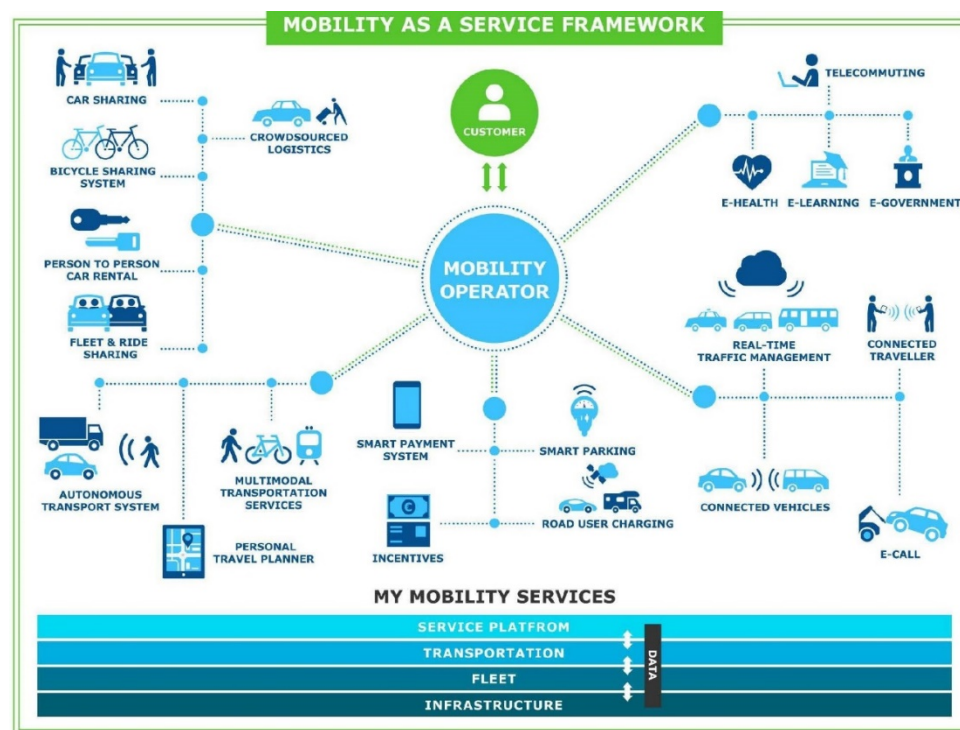 MOBILITY AS A SERVICE FRAMEWORK
CAR SHARING
CROWDSOURCED
LOGISTICS
BICYCLE SHARING
SYSTEM
PERSON TO PERSON
CAR RENTAL
FLEET & RIDE
SHARING
CUSTOMER
MOBILITY
OPERATOR
TELECOMMUTING
E-HEALTH
E-LEARNING
E-GOVERNMENT
REAL-TIME
TRAFFIC MANAGEMENT
CONNECTED
TRAVELLER
CONNECTED VEHICLES
E-CALL
AUTONOMOUS
TRANSPORT SYSTEM
PERSONAL
TRAVEL PLANNER
MULTIMODAL
TRANSPORTATION
SERVICES
SMART PAYMENT
SYSTEM
SMART PARKING
INCENTIVES
ROAD USER CHARGING
MY MOBILITY SERVICES
SERVICE PLATFROM
TRANSPORTATION
FLEET
INFRASTRUCTURE
DATA